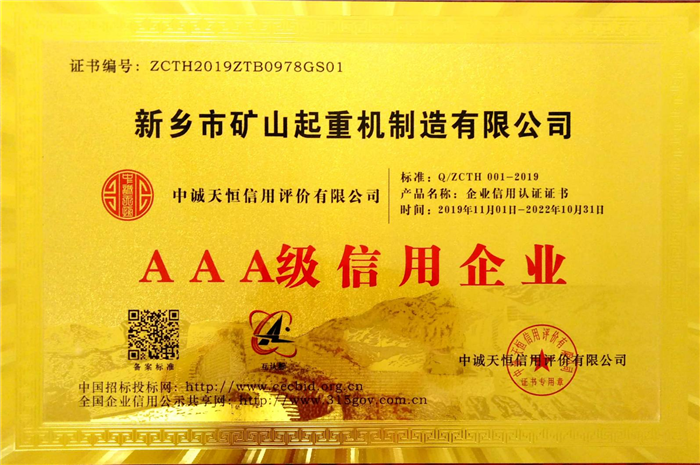 证书编号：ZCTH2019ZTB0978GS01
新乡市矿山起重机制造有限公司
中诚天恒信用评价有限公司
标准：Q/ZCTH 001-2019
产品名称：企业信用认证证书
时间：2019年11月01日-2022年10月31日
AAA级信用企业
备案标准
中国招标投标网：http://www.cecbid.org.cn
全国企业信用公示共享网：http://www.315gov.com.cn
中诚天恒信用评价有限公司
证书专用章